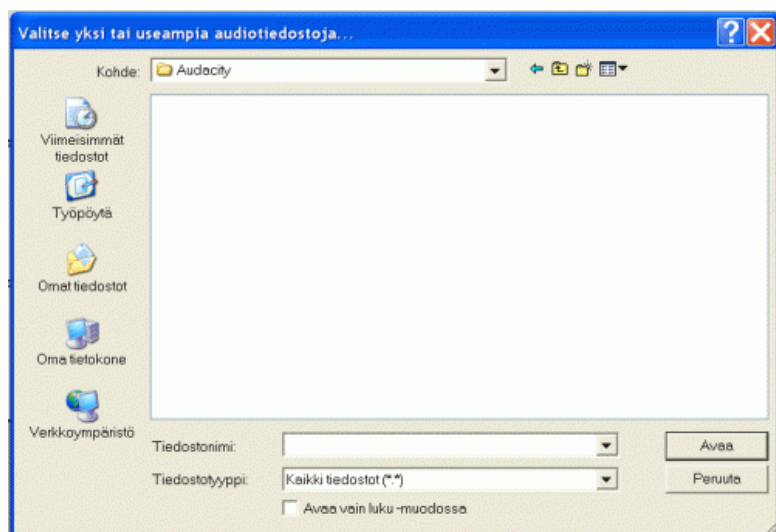 Valitse yksi tai useampia audiotiedostoja...
Kohde: Audacity
Viimeisimmät
tiedostot
Työpöytä
Omat tiedostot
Oma tietokone
Verkkoympäristö
Tiedostonimi:
Avaa
Tiedostotyyppi: Kaikki tiedostot (*.*)
Peruuta
Avaa vain luku -muodossa